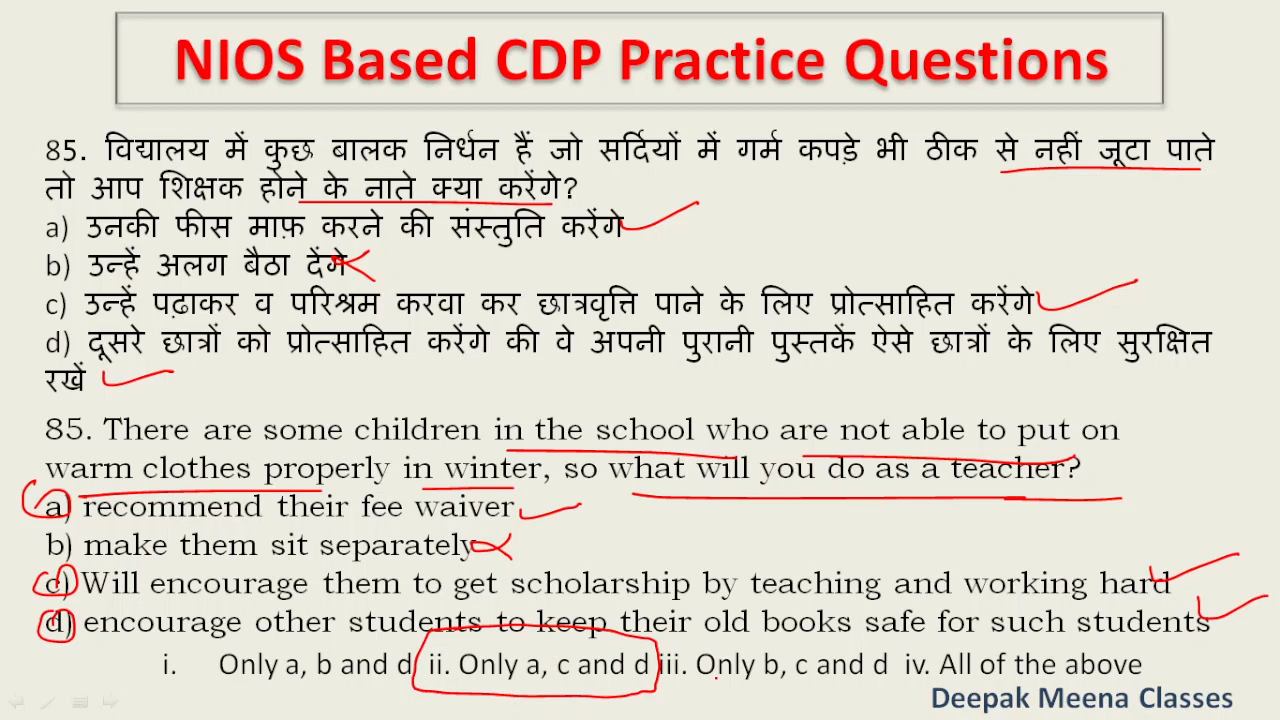 NIOS Based CDP Practice Questions
85. विद्यालय में कुछ बालक निर्धन हैं जो सर्दियों में गर्म कपड़े भी ठीक से नहीं जूटा पाते
तो आप शिक्षक होने के नाते क्या करेंगे?
a) उनकी फीस माफ़ करने की संस्तुति करेंगे
b) उन्हें अलग बैठा देंगे
c) उन्हें पढ़ाकर व परिश्रम करवा कर छात्रवृत्ति पाने के लिए प्रोत्साहित करेंगे
d) दूसरे छात्रों को प्रोत्साहित करेंगे की वे अपनी पुरानी पुस्तकें ऐसे छात्रों के लिए सुरक्षित
रखें
85. There are some children in the school who are not able to put on
warm clothes properly in winter, so what will you do as a teacher?
a) recommend their fee waiver
b) make them sit separately
c) Will encourage them to get scholarship by teaching and working hard
d) encourage other students to keep their old books safe for such students
i. Only a, b and d ii. Only a, c and d iii. Only b, c and d iv. All of the above
Deepak Meena Classes